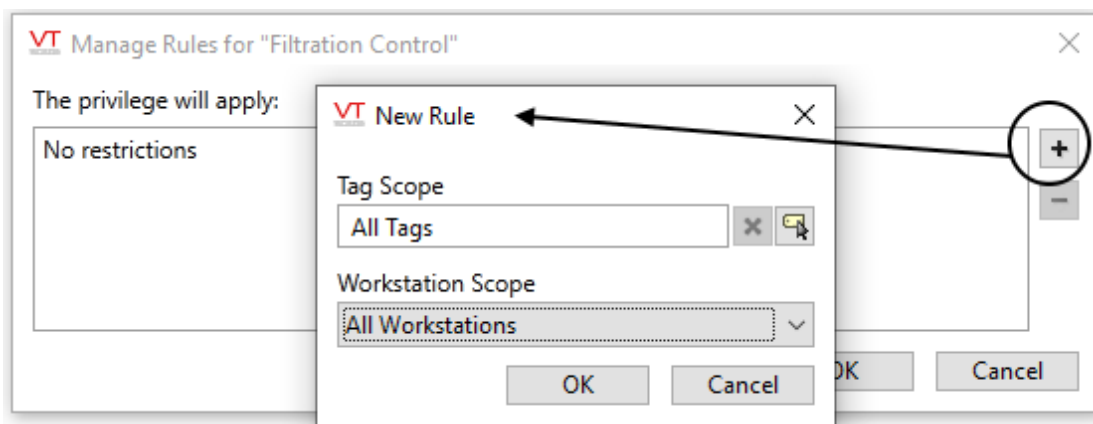 VT Manage Rules for "Filtration Control"
The privilege will apply:
No restrictions
+
−
VT New Rule
Tag Scope
All Tags
Workstation Scope
All Workstations
OK Cancel
OK Cancel